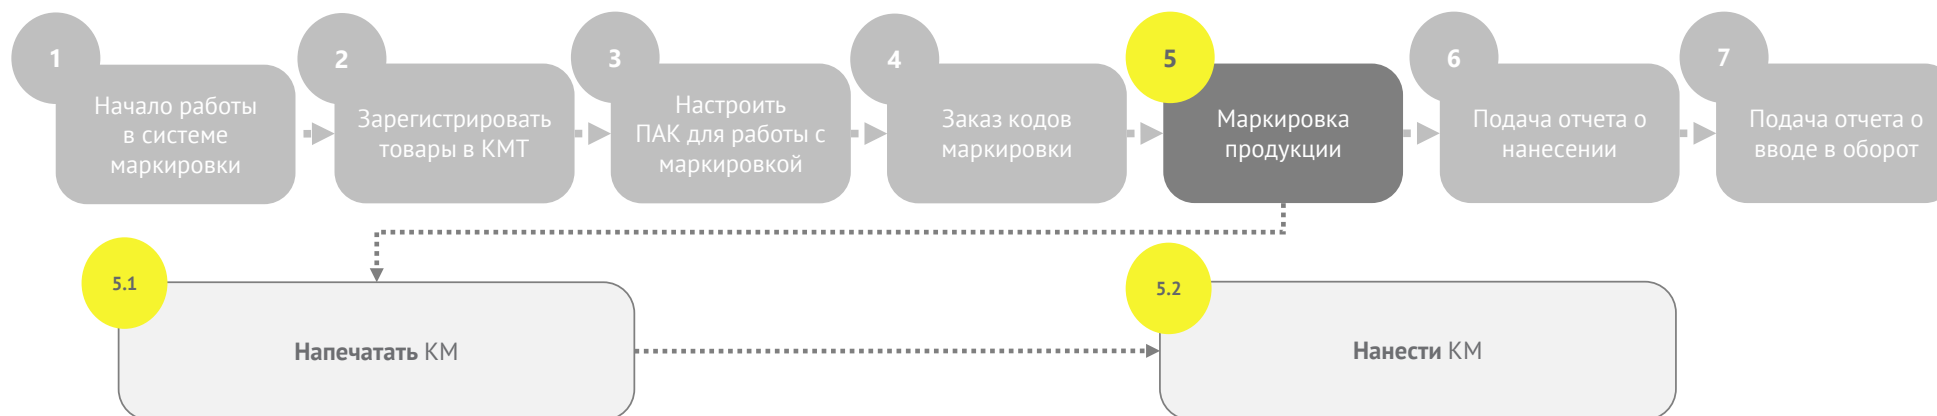 1
Начало работы
в системе
маркировки
2
Зарегистрировать
товары в КМТ
3
Настроить
ПАК для работы с
маркировкой
4
Заказ кодов
маркировки
5
Маркировка
продукции
6
Подача отчета о
нанесении
7
Подача отчета о
вводе в оборот
5.1
Напечатать КМ
5.2
Нанести КМ